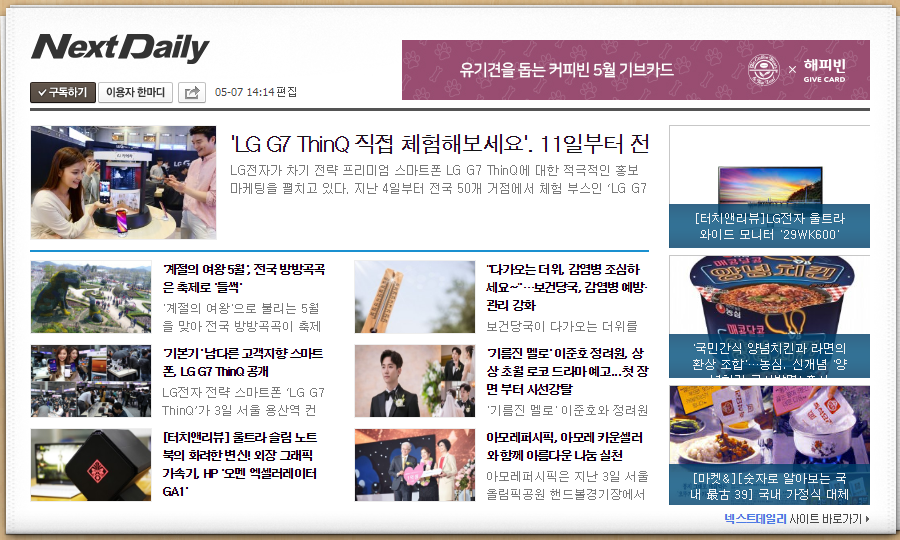 NextDaily
유기견을 돕는 커피빈 5월 기브카드
× 해피빈
GIVE CARD
구독하기
이용자 한마디
05-07 14:14 편집
'LG G7 ThinQ 직접 체험해보세요'. 11일부터 전
LG전자가 차기 전략 프리미엄 스마트폰 LG G7 ThinQ에 대한 적극적인 홍보
마케팅을 펼치고 있다. 지난 4일부터 전국 50개 거점에서 체험 부스인 'LG G7
[터치앤리뷰]LG전자 울트라
와이드 모니터 '29WK600'
'계절의 여왕 5월', 전국 방방곡곡
은 축제로 '들썩'
'계절의 여왕'으로 불리는 5월
을 맞아 전국 방방곡곡이 축제
"다가오는 더위, 감염병 조심하
세요~"…보건당국, 감염병 예방·
관리 강화
보건당국이 다가오는 더위를
양념치킨
농심
'국민간식 양념치킨과 라면의
환상 조합'…농심, 신개념 '양
'기본기' 남다른 고객지향 스마트
폰, LG G7 ThinQ 공개
LG전자 전략 스마트폰 'LG G7
ThinQ'가 3일 서울 용산역 컨
'기름진 멜로' 이준호 정려원, 상
상 초월 로코 드라마 예고...첫 장
면 부터 시선강탈
'기름진 멜로' 이준호와 정려원
[터치앤리뷰] 울트라 슬림 노트
북의 화려한 변신! 외장 그래픽
가속기, HP '오멘 엑셀러레이터
GA1'
아모레퍼시픽, 아모레 카운셀러
와 함께 아름다운 나눔 실천
아모레퍼시픽은 지난 3일 서울
올림픽공원 핸드볼경기장에서
[마켓&][숫자로 알아보는 국
내 最古 39] 국내 가정식 대체
넥스트데일리 사이트 바로가기